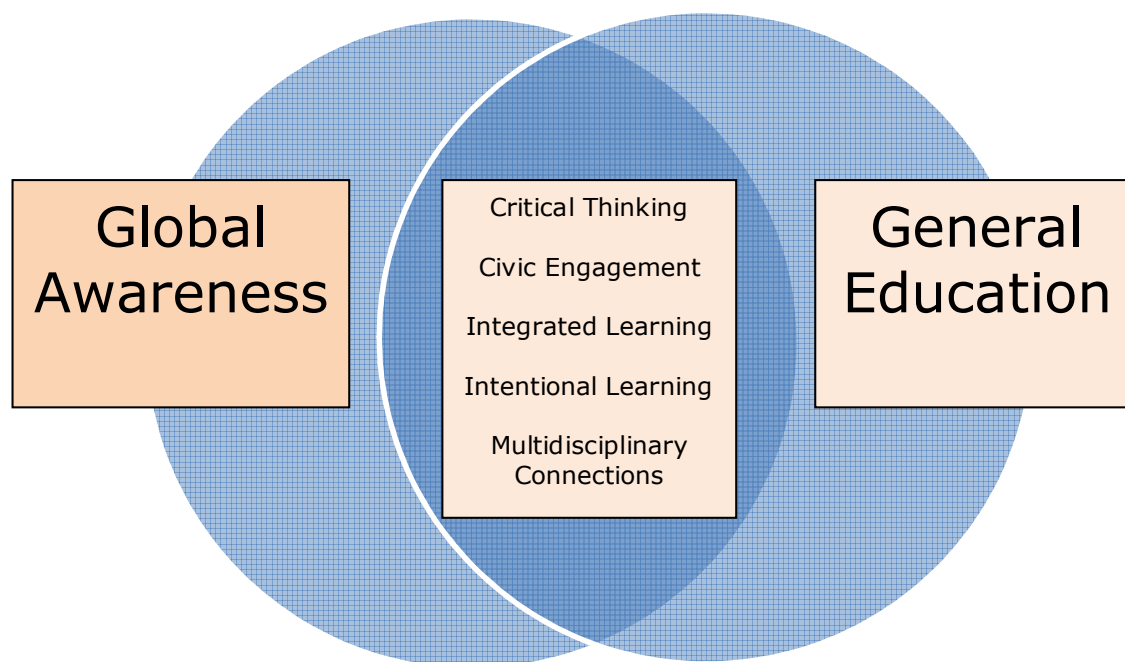 Global
Awareness
Critical Thinking
Civic Engagement
Integrated Learning
Intentional Learning
Multidisciplinary
Connections
General
Education